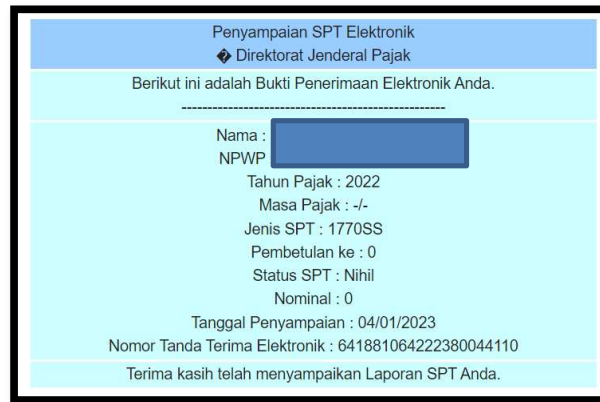 Penyampaian SPT Elektronik
� Direktorat Jenderal Pajak
Berikut ini adalah Bukti Penerimaan Elektronik Anda.
--------------------------------------------------
Nama :
NPWP
Tahun Pajak : 2022
Masa Pajak : -/-
Jenis SPT : 1770SS
Pembetulan ke : 0
Status SPT : Nihil
Nominal : 0
Tanggal Penyampaian : 04/01/2023
Nomor Tanda Terima Elektronik : 641881064222380044110
Terima kasih telah menyampaikan Laporan SPT Anda.